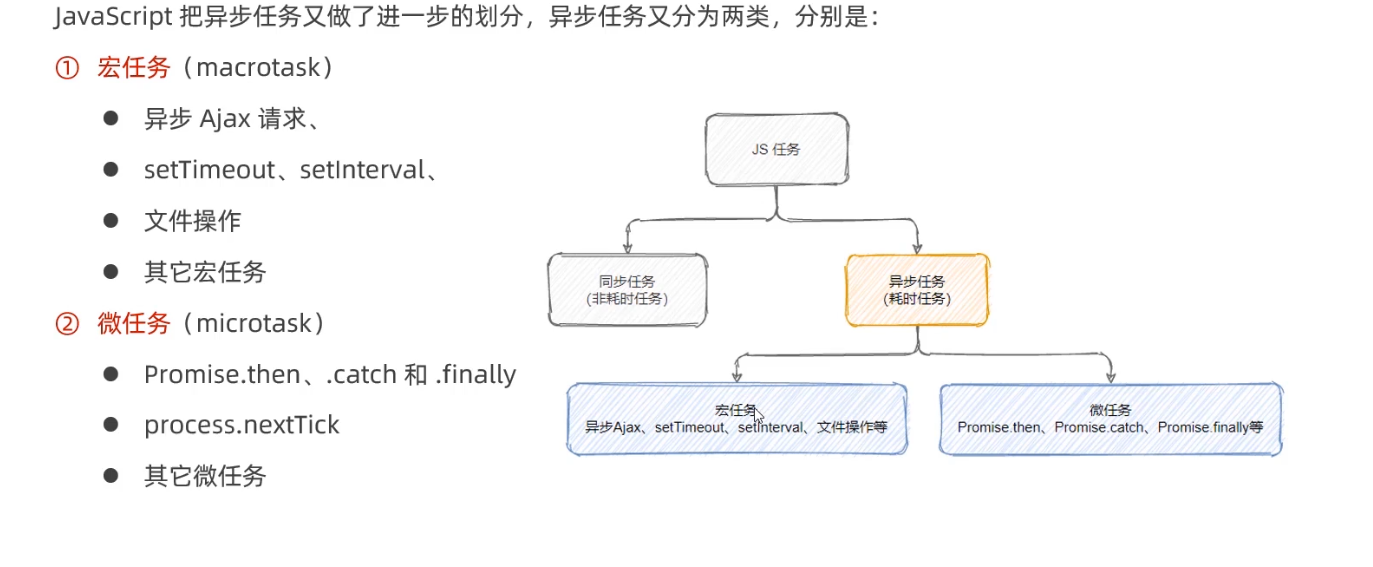 JavaScript 把异步任务又做了进一步的划分，异步任务又分为两类，分别是：
① 宏任务（macrotask）
● 异步 Ajax 请求、
● setTimeout、setInterval、
● 文件操作
● 其它宏任务
② 微任务（microtask）
● Promise.then、.catch 和 .finally
● process.nextTick
● 其它微任务
JS 任务
同步任务
（非耗时任务）
异步任务
（耗时任务）
宏任务
异步Ajax、setTimeout、setInterval、文件操作等
微任务
Promise.then、Promise.catch、Promise.finally等